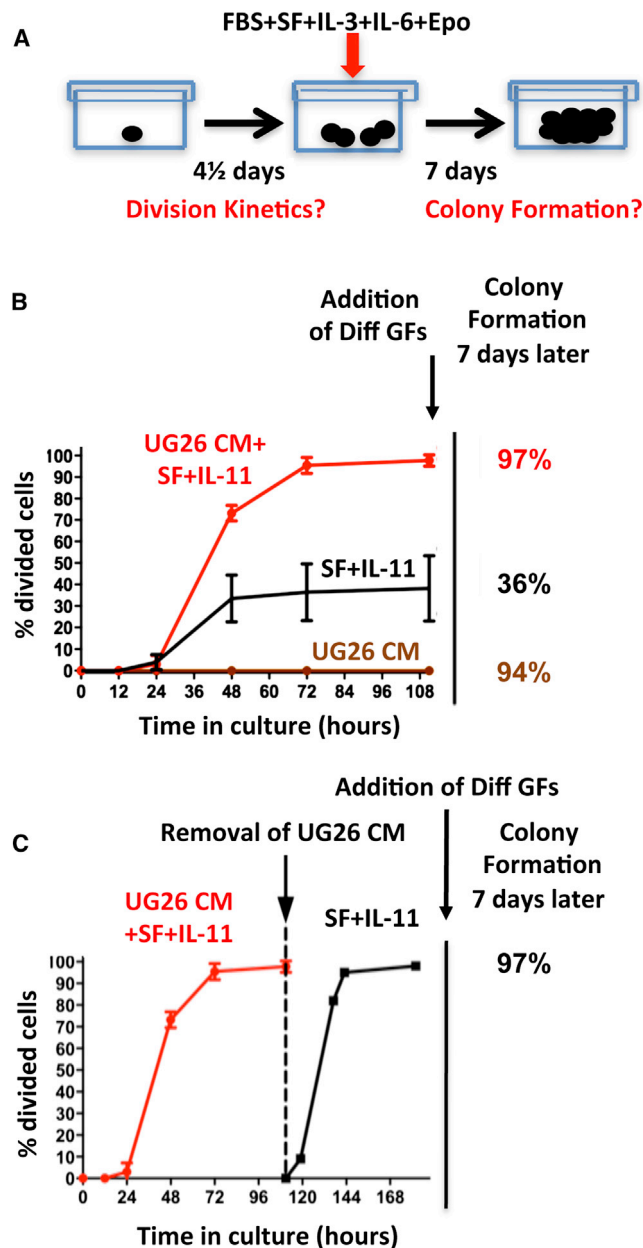 A
FBS+SF+IL-3+IL-6+Epo
4½ days
7 days
Division Kinetics?
Colony Formation?
B
Addition
of Diff GFs
Colony
Formation
7 days later
UG26 CM+
SF+IL-11
97%
SF+IL-11
36%
UG26 CM
94%
% divided cells
100
90
80
70
60
50
40
30
20
10
0
0 12 24 36 48 72 84 96 108
Time in culture (hours)
Addition of Diff GFs
C
Removal of UG26 CM
Colony
Formation
7 days later
UG26 CM
+SF+IL-11
SF+IL-11
97%
% divided cells
100
90
80
70
60
50
40
30
20
10
0
0 24 48 72 96 120 144 168
Time in culture (hours)